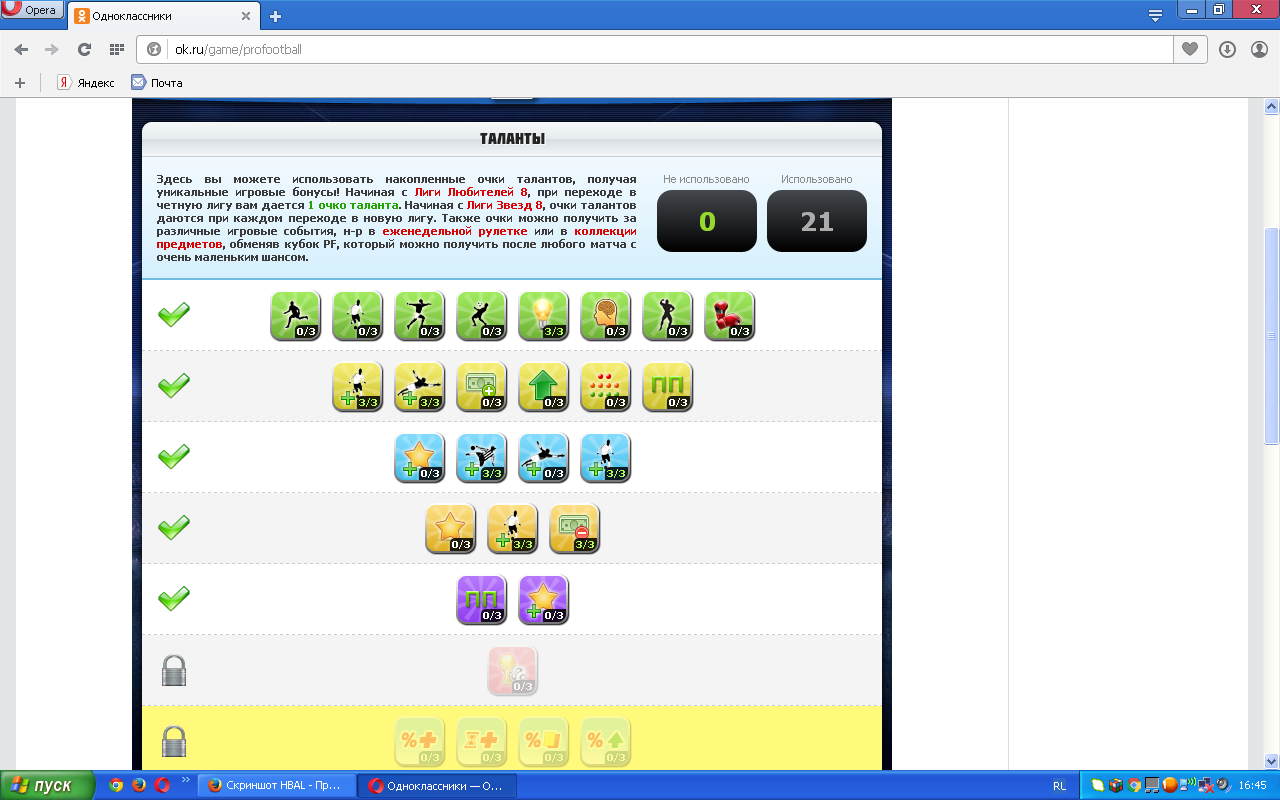 Opera
Одноклассники
ok.ru/game/profootball
Яндекс
Почта
ТАЛАНТЫ
Здесь вы можете использовать накопленные очки талантов, получая
уникальные игровые бонусы! Начиная с Лиги Любителей 8, при переходе в
четную лигу вам дается 1 очко таланта. Начиная с Лиги Звезд 8, очки талантов
даются при каждом переходе в новую лигу. Также очки можно получить за
различные игровые события, н-р в еженедельной рулетке или в коллекции
предметов, обменяв кубок PF, который можно получить после любого матча с
очень маленьким шансом.
Не использовано
Использовано
0
21
0/3 0/3 0/3 0/3 3/3 0/3 0/3 0/3
3/3 3/3 0/3 0/3 0/3 0/3
0/3 3/3 0/3 3/3
0/3 3/3 3/3
0/3 0/3
0/3
% % %
0/3 0/3 0/3 0/3
пуск
Скриншот HBAL - Пр...
Одноклассники — О...
RL
16:45